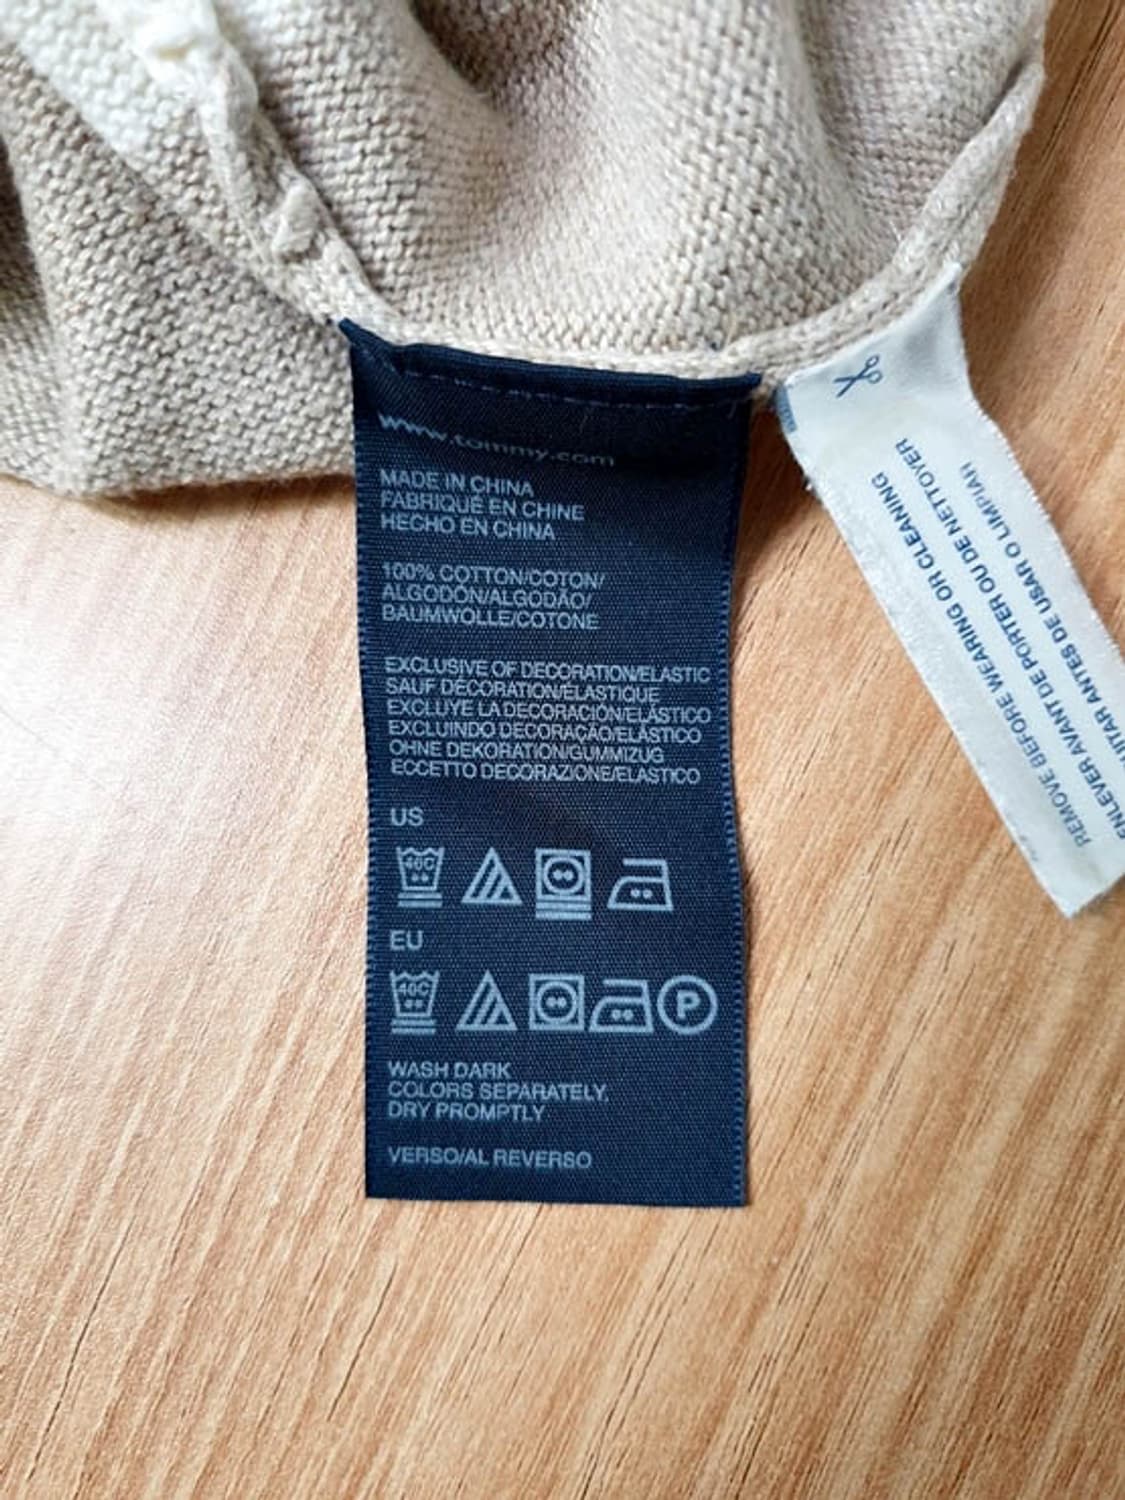 www.tommy.com
MADE IN CHINA
FABRIQUÉ EN CHINE
HECHO EN CHINA
100% COTTON/COTON/
ALGODÓN/ALGODÃO/
BAUMWOLLE/COTONE
EXCLUSIVE OF DECORATION/ELASTIC
SAUF DÉCORATION/ÉLASTIQUE
EXCLUYE LA DECORACIÓN/ELÁSTICO
EXCLUINDO DECORAÇÃO/ELÁSTICO
OHNE DEKORATION/GUMMIZUG
ECCETTO DECORAZIONE/ELASTICO
US
40C
EU
40C
P
WASH DARK
COLORS SEPARATELY,
DRY PROMPTLY
VERSO/AL REVERSO
REMOVE BEFORE WEARING OR CLEANING
ENLEVER AVANT DE PORTER OU DE NETTOYER
ANTES DE USAR O LIMPIAR